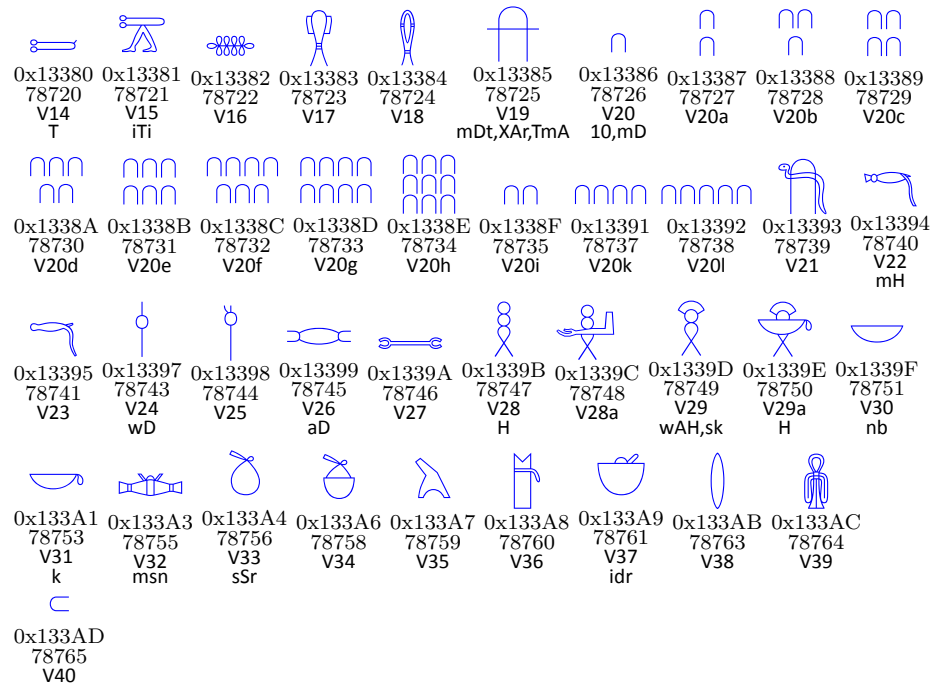 0x13380 0x13381 0x13382 0x13383 0x13384 0x13385 0x13386 0x13387 0x13388 0x13389
78720 78721 78722 78723 78724 78725 78726 78727 78728 78729
V14 V15 V16 V17 V18 V19 V20 V20a V20b V20c
T iTi mDt,XAr,TmA 10,mD
0x1338A 0x1338B 0x1338C 0x1338D 0x1338E 0x1338F 0x13391 0x13392 0x13393 0x13394
78730 78731 78732 78733 78734 78735 78737 78738 78739 78740
V20d V20e V20f V20g V20h V20i V20k V20l V21 V22
mH
0x13395 0x13397 0x13398 0x13399 0x1339A 0x1339B 0x1339C 0x1339D 0x1339E 0x1339F
78741 78743 78744 78745 78746 78747 78748 78749 78750 78751
V23 V24 V25 V26 V27 V28 V28a V29 V29a V30
wD aD H wAH,sk H nb
0x133A1 0x133A3 0x133A4 0x133A6 0x133A7 0x133A8 0x133A9 0x133AB 0x133AC
78753 78755 78756 78758 78759 78760 78761 78763 78764
V31 V32 V33 V34 V35 V36 V37 V38 V39
k msn sSr idr
0x133AD
78765
V40